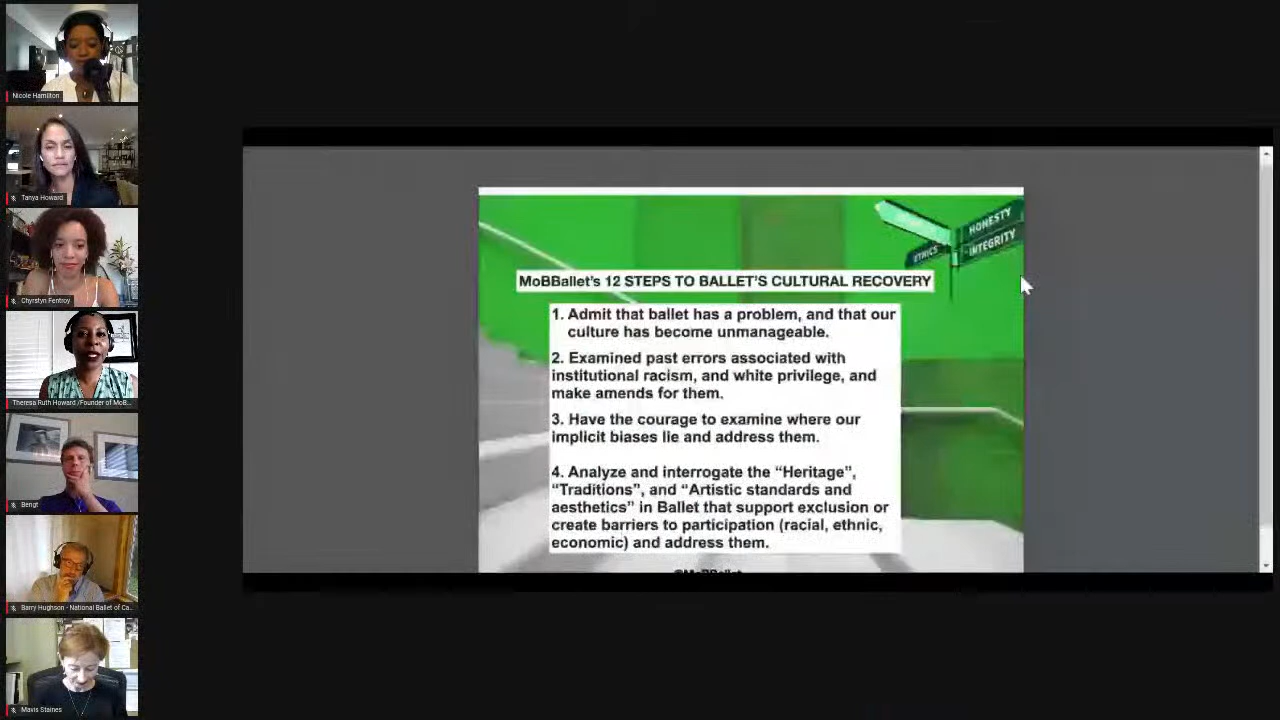 Nicole Hamilton
Tanya Howard
Chyrstyn Fentroy
Theresa Ruth Howard /Founder of MoB...
Bengt
Barry Hughson - National Ballet of Ca...
Mavis Staines
HONESTY
ETHICS
INTEGRITY
MoBBallet's 12 STEPS TO BALLET'S CULTURAL RECOVERY
1. Admit that ballet has a problem, and that our
culture has become unmanageable.
2. Examined past errors associated with
institutional racism, and white privilege, and
make amends for them.
3. Have the courage to examine where our
implicit biases lie and address them.
4. Analyze and interrogate the “Heritage”,
“Traditions”, and “Artistic standards and
aesthetics” in Ballet that support exclusion or
create barriers to participation (racial, ethnic,
economic) and address them.
@MoBBallet